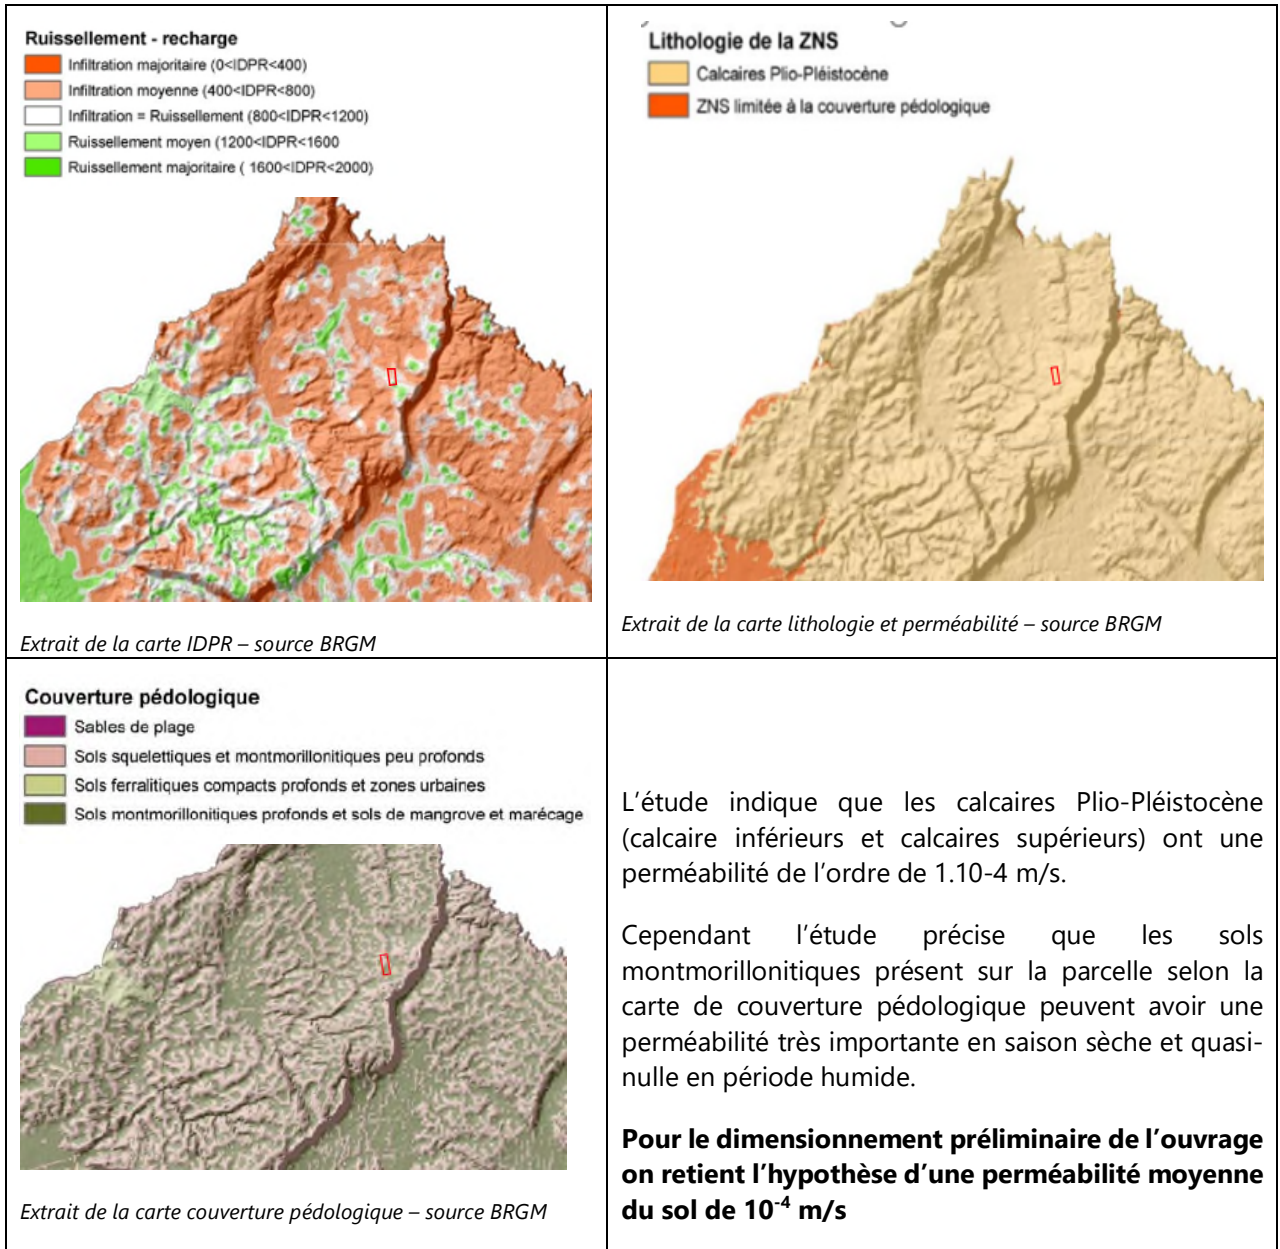 Ruissellement - recharge
Infiltration majoritaire (0<IDPR<400)
Infiltration moyenne (400<IDPR<800)
Infiltration = Ruissellement (800<IDPR<1200)
Ruissellement moyen (1200<IDPR<1600
Ruissellement majoritaire ( 1600<IDPR<2000)
Extrait de la carte IDPR – source BRGM
Lithologie de la ZNS
Calcaires Plio-Pléistocène
ZNS limitée à la couverture pédologique
Extrait de la carte lithologie et perméabilité – source BRGM
Couverture pédologique
Sables de plage
Sols squelettiques et montmorillonitiques peu profonds
Sols ferralitiques compacts profonds et zones urbaines
Sols montmorillonitiques profonds et sols de mangrove et marécage
Extrait de la carte couverture pédologique – source BRGM
L’étude indique que les calcaires Plio-Pléistocène
(calcaire inférieurs et calcaires supérieurs) ont une
perméabilité de l’ordre de 1.10-4 m/s.
Cependant l’étude précise que les sols
montmorillonitiques présent sur la parcelle selon la
carte de couverture pédologique peuvent avoir une
perméabilité très importante en saison sèche et quasi-
nulle en période humide.
Pour le dimensionnement préliminaire de l’ouvrage
on retient l’hypothèse d’une perméabilité moyenne
du sol de 10⁻⁴ m/s